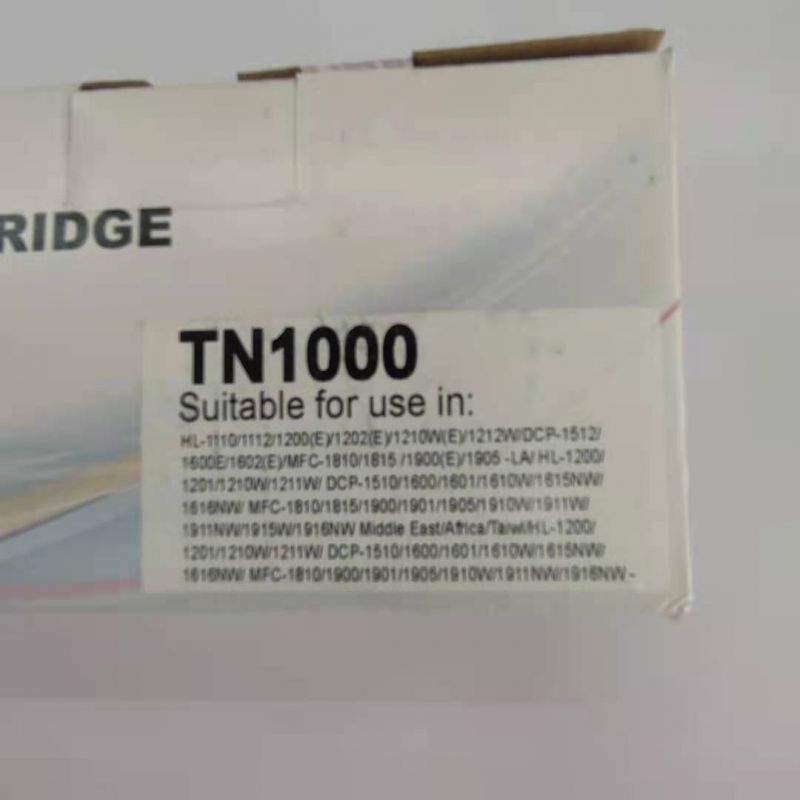 RIDGE
TN1000
Suitable for use in:
HL-1110/1112/1200(E)/1202(E)/1210W(E)/1212W/DCP-1512/
1600E/1602(E)/MFC-1810/1815 /1900(E)/1905 -LA/ HL-1200/
1201/1210W/1211W/ DCP-1510/1600/1601/1610W/1615NW/
1616NW/ MFC-1810/1815/1900/1901/1905/1910W/1911W/
1911NW/1915W/1916NW Middle East/Africa/Taiw/HL-1200/
1201/1210W/1211W/ DCP-1510/1600/1601/1610W/1615NW/
1616NW/ MFC-1810/1900/1901/1905/1910W/1911NW/1916NW -